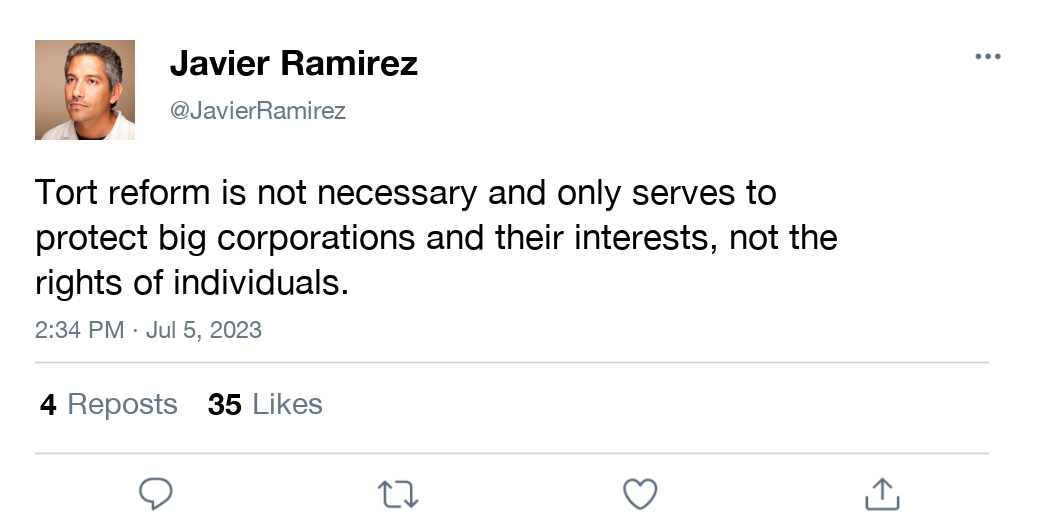 Javier Ramirez
@JavierRamirez
Tort reform is not necessary and only serves to
protect big corporations and their interests, not the
rights of individuals.
2:34 PM · Jul 5, 2023
4 Reposts 35 Likes